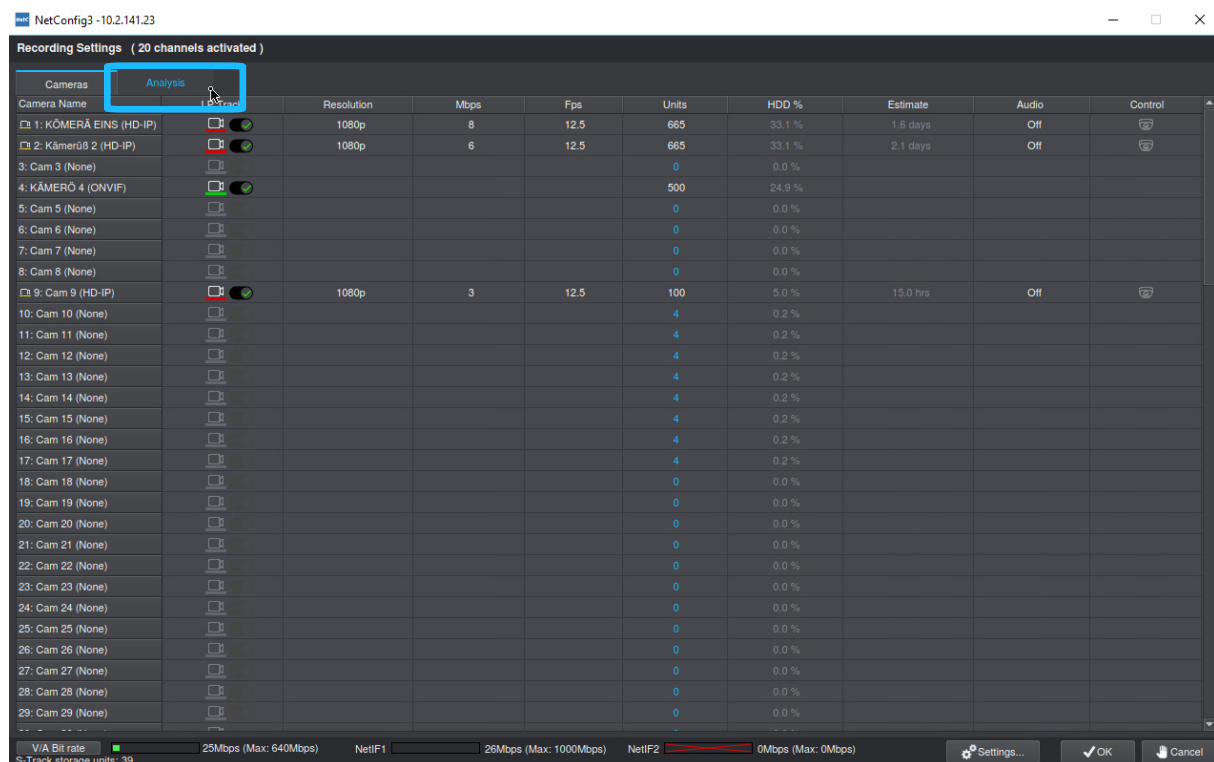 NetConfig3 -10.2.141.23
Recording Settings ( 20 channels activated )
Cameras Analysis
Camera Name Track Resolution Mbps Fps Units HDD % Estimate Audio Control
1: KÖMERÄ EINS (HD-IP) 1080p 8 12.5 665 33.1 % 1.6 days Off
2: Kämerüß 2 (HD-IP) 1080p 6 12.5 665 33.1 % 2.1 days Off
3: Cam 3 (None) 0 0.0 %
4: KÄMERÖ 4 (ONVIF) 500 24.9 %
5: Cam 5 (None) 0 0.0 %
6: Cam 6 (None) 0 0.0 %
7: Cam 7 (None) 0 0.0 %
8: Cam 8 (None) 0 0.0 %
9: Cam 9 (HD-IP) 1080p 3 12.5 100 5.0 % 15.0 hrs Off
10: Cam 10 (None) 4 0.2 %
11: Cam 11 (None) 4 0.2 %
12: Cam 12 (None) 4 0.2 %
13: Cam 13 (None) 4 0.2 %
14: Cam 14 (None) 4 0.2 %
15: Cam 15 (None) 4 0.2 %
16: Cam 16 (None) 4 0.2 %
17: Cam 17 (None) 4 0.2 %
18: Cam 18 (None) 0 0.0 %
19: Cam 19 (None) 0 0.0 %
20: Cam 20 (None) 0 0.0 %
21: Cam 21 (None) 0 0.0 %
22: Cam 22 (None) 0 0.0 %
23: Cam 23 (None) 0 0.0 %
24: Cam 24 (None) 0 0.0 %
25: Cam 25 (None) 0 0.0 %
26: Cam 26 (None) 0 0.0 %
27: Cam 27 (None) 0 0.0 %
28: Cam 28 (None) 0 0.0 %
29: Cam 29 (None) 0 0.0 %
V/A Bit rate 25Mbps (Max: 640Mbps) NetIF1 26Mbps (Max: 1000Mbps) NetIF2 0Mbps (Max: 0Mbps) Settings... OK Cancel
S-Track storage units: 39